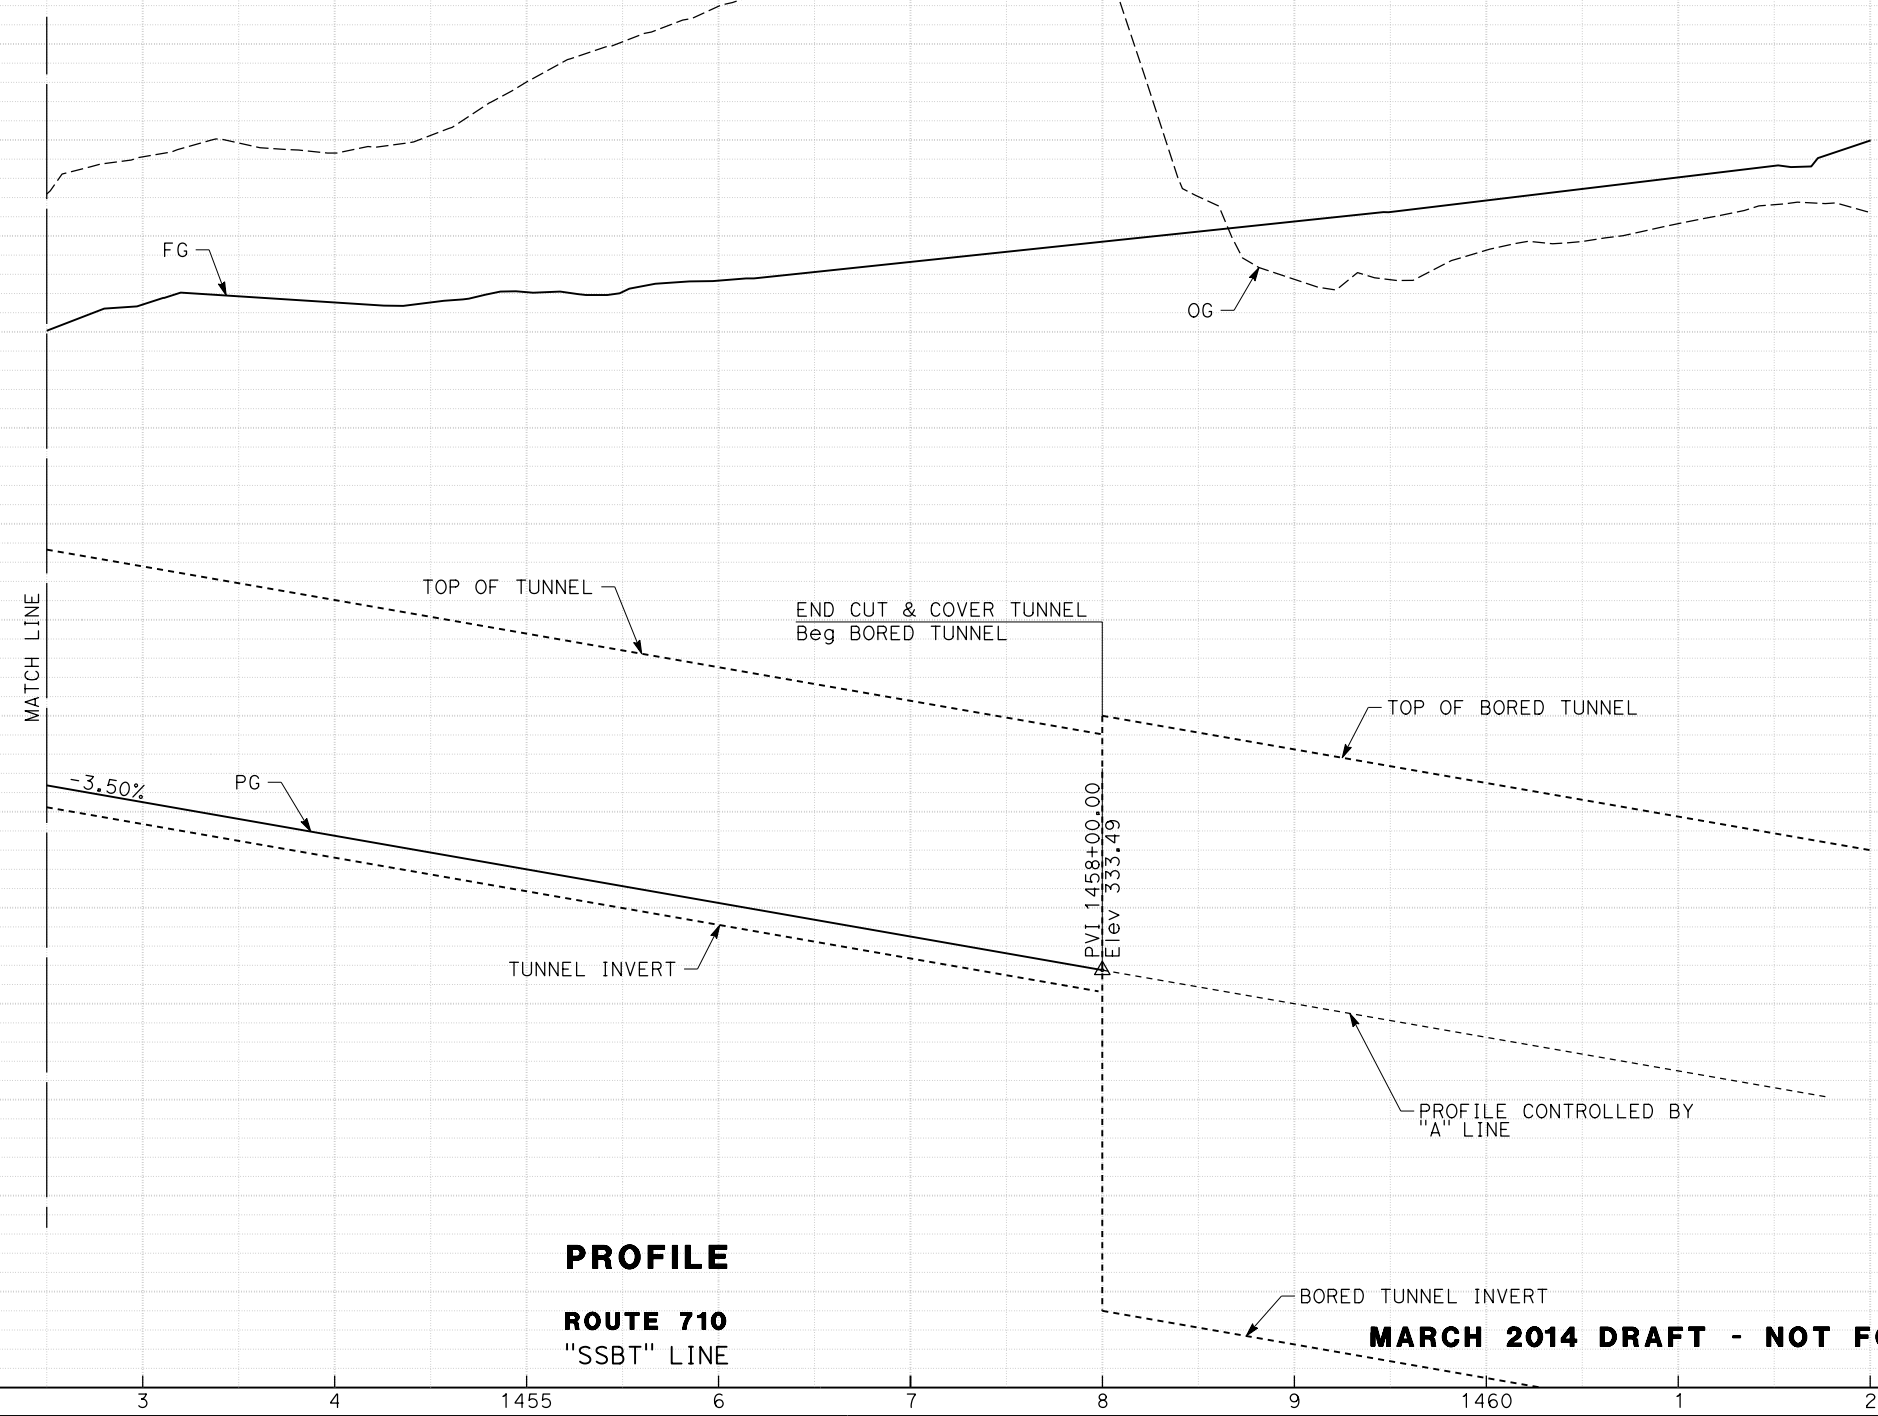 FG
OG
MATCH LINE
TOP OF TUNNEL
END CUT & COVER TUNNEL
Beg BORED TUNNEL
TOP OF BORED TUNNEL
-3.50%
PG
PVI 1458+00.00
Elev 333.49
TUNNEL INVERT
PROFILE CONTROLLED BY
"A" LINE
PROFILE
ROUTE 710
"SSBT" LINE
BORED TUNNEL INVERT
MARCH 2014 DRAFT - NOT
3 4 1455 6 7 8 9 1460 1 2